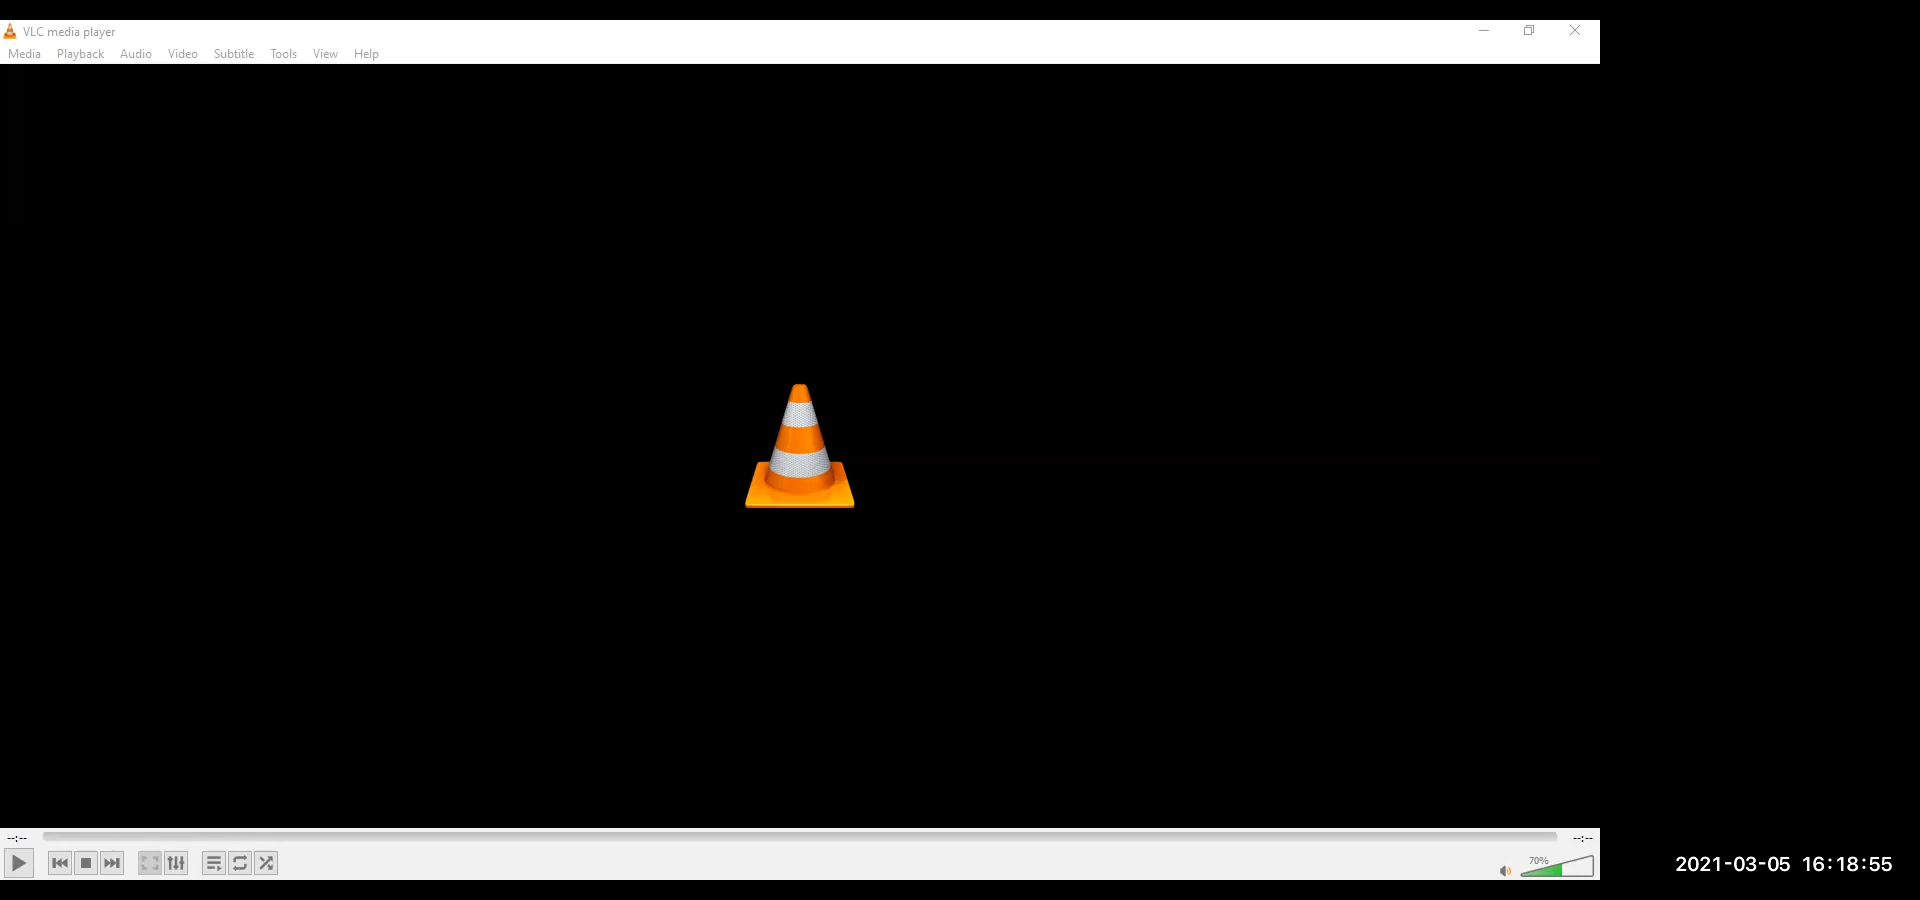 VLC media player
Media Playback Audio Video Subtitle Tools View Help
--:-- --:--
70%
2021-03-05 16:18:55